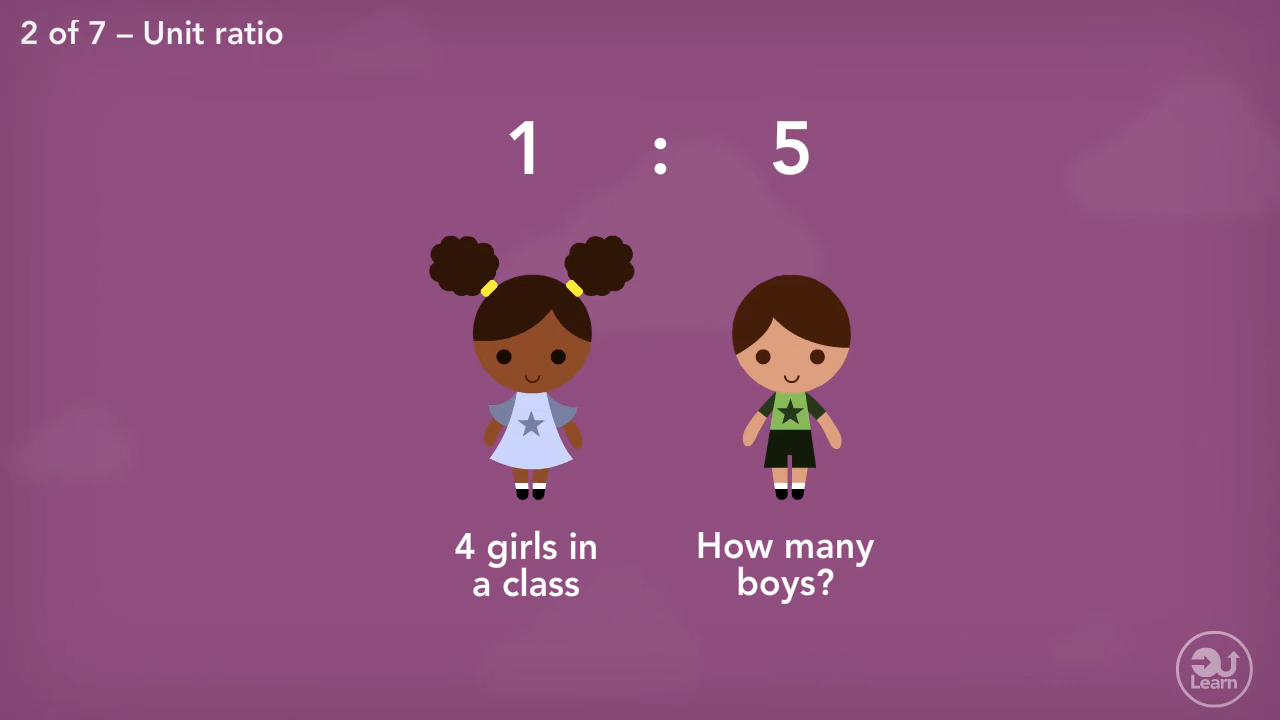 2 of 7 – Unit ratio
1 : 5
4 girls in
a class
How many
boys?
Learn